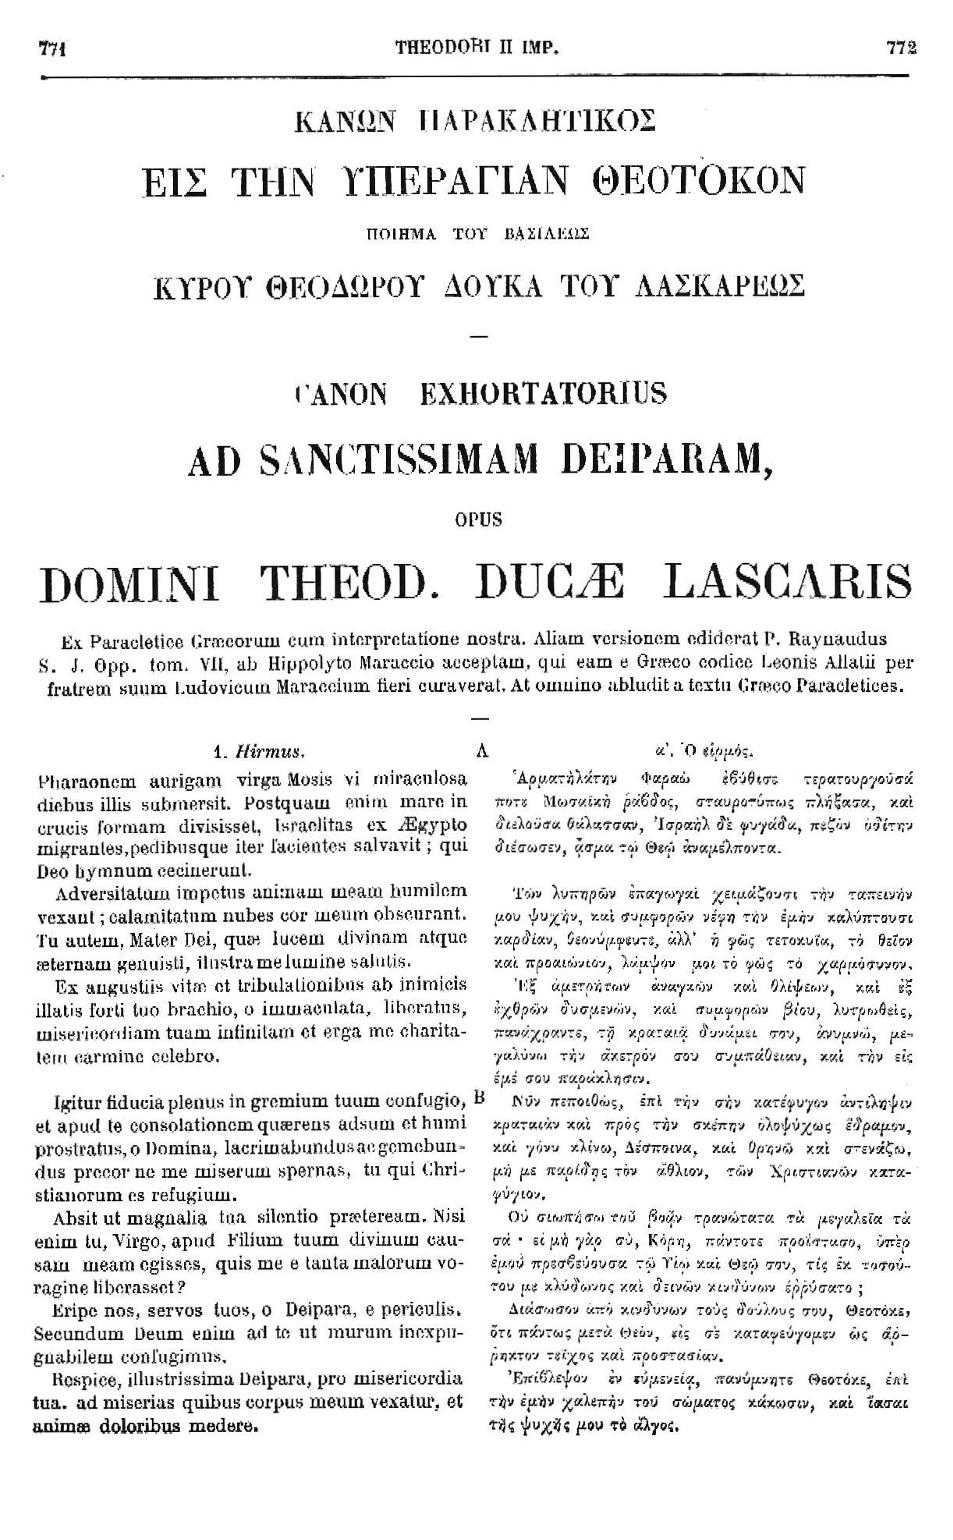 771 THEODORI II IMP. 772
ΚΑΝΩΝ ΠΑΡΑΚΛΗΤΙΚΟΣ
ΕΙΣ ΤΗΝ ΥΠΕΡΑΓΙΑΝ ΘΕΟΤΟΚΟΝ
ΠΟΙΗΜΑ ΤΟΥ ΒΑΣΙΛΕΩΣ
ΚΥΡΟΥ ΘΕΟΔΩΡΟΥ ΔΟΥΚΑ ΤΟΥ ΛΑΣΚΑΡΕΩΣ
—
CANON EXHORTATORIUS
AD SANCTISSIMAM DEIPARAM,
OPUS
DOMINI THEOD. DUCÆ LASCARIS
Ex Paracletice Græcorum cum interpretatione nostra. Aliam versionem ediderat P. Raynaudus
S. J. Opp. tom. VII, ab Hippolyto Maraccio acceptam, qui eam e Græco codice Leonis Allatii per
fratrem suum Ludovicum Maraccium fieri curaverat. At omnino abludit a textu Græco Paracletices.
—
1. Hirmus.
Pharaonem aurigam virga Mosis vi miraculosa
diebus illis submersit. Postquam enim mare in
crucis formam divisisset, Israelitas ex Ægypto
migrantes, pedibusque iter facientes salvavit ; qui
Deo hymnum cecinerunt.
Adversitatum impetus animam meam humilem
vexant ; calamitatum nubes cor meum obscurant.
Tu autem, Mater Dei, quæ lucem divinam atque
æternam genuisti, ilustra me lumine salutis.
Ex angustiis vitæ et tribulationibus ab inimicis
illatis forti tuo brachio, o immaculata, liberatus,
misericordiam tuam infinitam et erga me charita-
tem carmine celebro.
Igitur fiducia plenus in gremium tuum confugio,
et apud te consolationem quærens adsum et humi
prostratus, o Domina, lacrimabundus ac gemebun-
dus precor ne me miserum spernas, tu qui Chri-
stianorum es refugium.
Absit ut magnalia tua silentio præteream. Nisi
enim tu, Virgo, apud Filium tuum divinum cau-
sam meam egisses, quis me e tanta malorum vo-
ragine liberasset ?
Eripe nos, servos tuos, o Deipara, e periculis.
Secundum Deum enim ad te ut murum inexpu-
gnabilem confugimus.
Respice, illustrissima Deipara, pro misericordia
tua. ad miserias quibus corpus meum vexatur, et
animæ doloribus medere.
A
B
α'. Ὁ εἱρμός.
Ἁρματηλάτην Φαραὼ ἐβύθισε τερατουργοῦσά
ποτε Μωσαϊκὴ ῥάβδος, σταυροτύπως πλήξασα, καὶ
διελοῦσα θάλασσαν, Ἰσραὴλ δὲ φυγάδα, πεζὸν ὁδίτην
διέσωσεν, ᾆσμα τῷ Θεῷ ἀναμέλποντα.
Τῶν λυπηρῶν ἐπαγωγαὶ χειμάζουσι τὴν ταπεινήν
μου ψυχήν, καὶ συμφορῶν νέφη τὴν ἐμὴν καλύπτουσι
καρδίαν, θεονύμφευτε, ἀλλ' ἡ φῶς τετοκυῖα, τὸ θεῖον
καὶ προαιώνιον, λάμψον μοι τὸ φῶς τὸ χαρμόσυνον.
Ἐξ ἀμετρήτων ἀναγκῶν καὶ θλίψεων, καὶ ἐξ
ἐχθρῶν δυσμενῶν, καὶ συμφορῶν βίου, λυτρωθεὶς,
πανάχραντε, τῇ κραταιᾷ δυνάμει σου, ἀνυμνῶ, με-
γαλύνω τὴν ἄμετρόν σου συμπάθειαν, καὶ τὴν εἰς
ἐμέ σου παράκλησιν.
Νῦν πεποιθώς, ἐπὶ τὴν σὴν κατέφυγον ἀντίληψιν
κραταιὰν καὶ πρὸς τὴν σκέπην ὁλοψύχως ἔδραμον,
καὶ γόνυ κλίνω, Δέσποινα, καὶ θρηνῶ καὶ στενάζω,
μή με παρίδῃς τὸν ἄθλιον, τῶν Χριστιανῶν κατα-
φύγιον.
Οὐ σιωπήσω τοῦ βοᾷν τρανώτατα τὰ μεγαλεῖα τὰ
σά · εἰ μὴ γὰρ σύ, Κόρη, πάντοτε προΐστασο, ὑπὲρ
ἐμοῦ πρεσβεύουσα τῷ Υἱῷ καὶ Θεῷ σου, τίς ἐκ τοσού-
του με κλύδωνος καὶ δεινῶν κινδύνων ἐῤῥύσατο ;
Διάσωσον ἀπὸ κινδύνων τοὺς δούλους σου, Θεοτόκε,
ὅτι πάντως μετὰ Θεόν, εἰς σὲ καταφεύγομεν ὡς ἄῤ-
ῥηκτον τεῖχος καὶ προστασίαν.
Ἐπίβλεψον ἐν εὐμενείᾳ, πανύμνητε Θεοτόκε, ἐπὶ
τὴν ἐμὴν χαλεπὴν τοῦ σώματος κάκωσιν, καὶ ἴασαι
τῆς ψυχῆς μου τὸ ἄλγος.